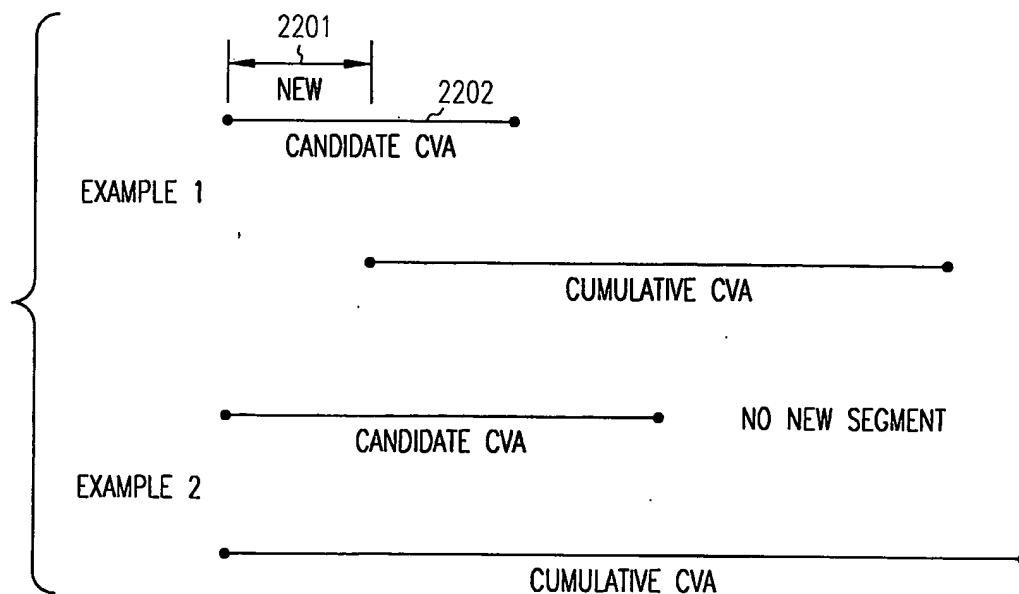 2201
NEW
2202
CANDIDATE CVA
EXAMPLE 1
CUMULATIVE CVA
CANDIDATE CVA
NO NEW SEGMENT
EXAMPLE 2
CUMULATIVE CVA